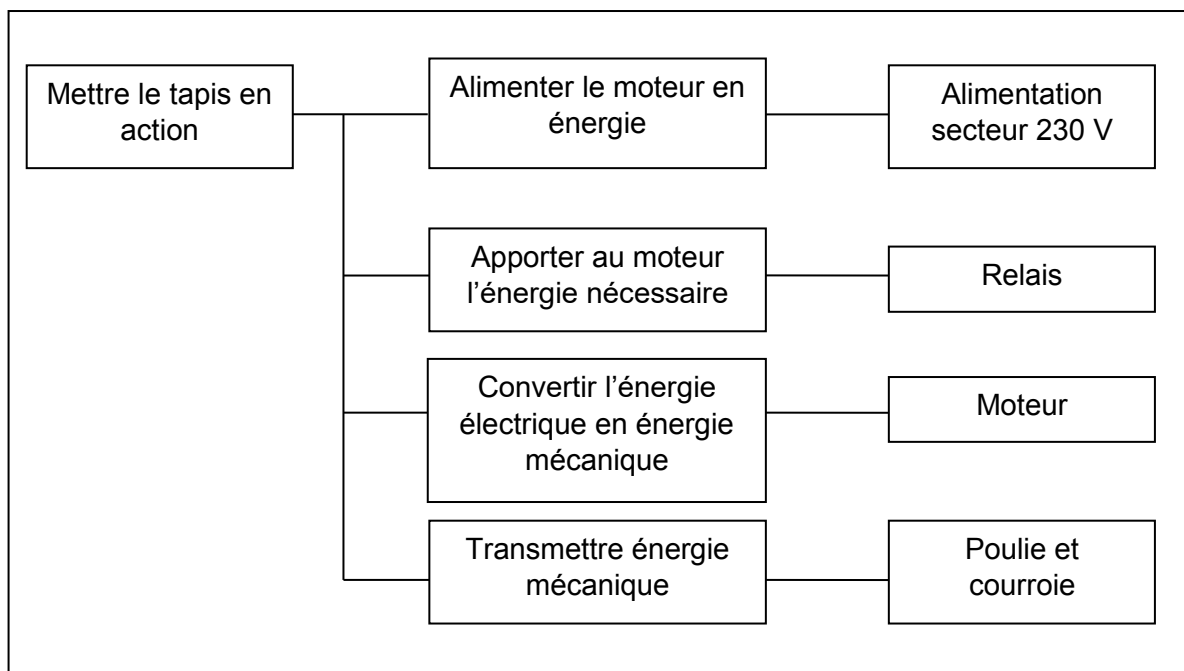 Mettre le tapis en
action
Alimenter le moteur en
énergie
Alimentation
secteur 230 V
Apporter au moteur
l’énergie nécessaire
Relais
Convertir l’énergie
électrique en énergie
mécanique
Moteur
Transmettre énergie
mécanique
Poulie et
courroie